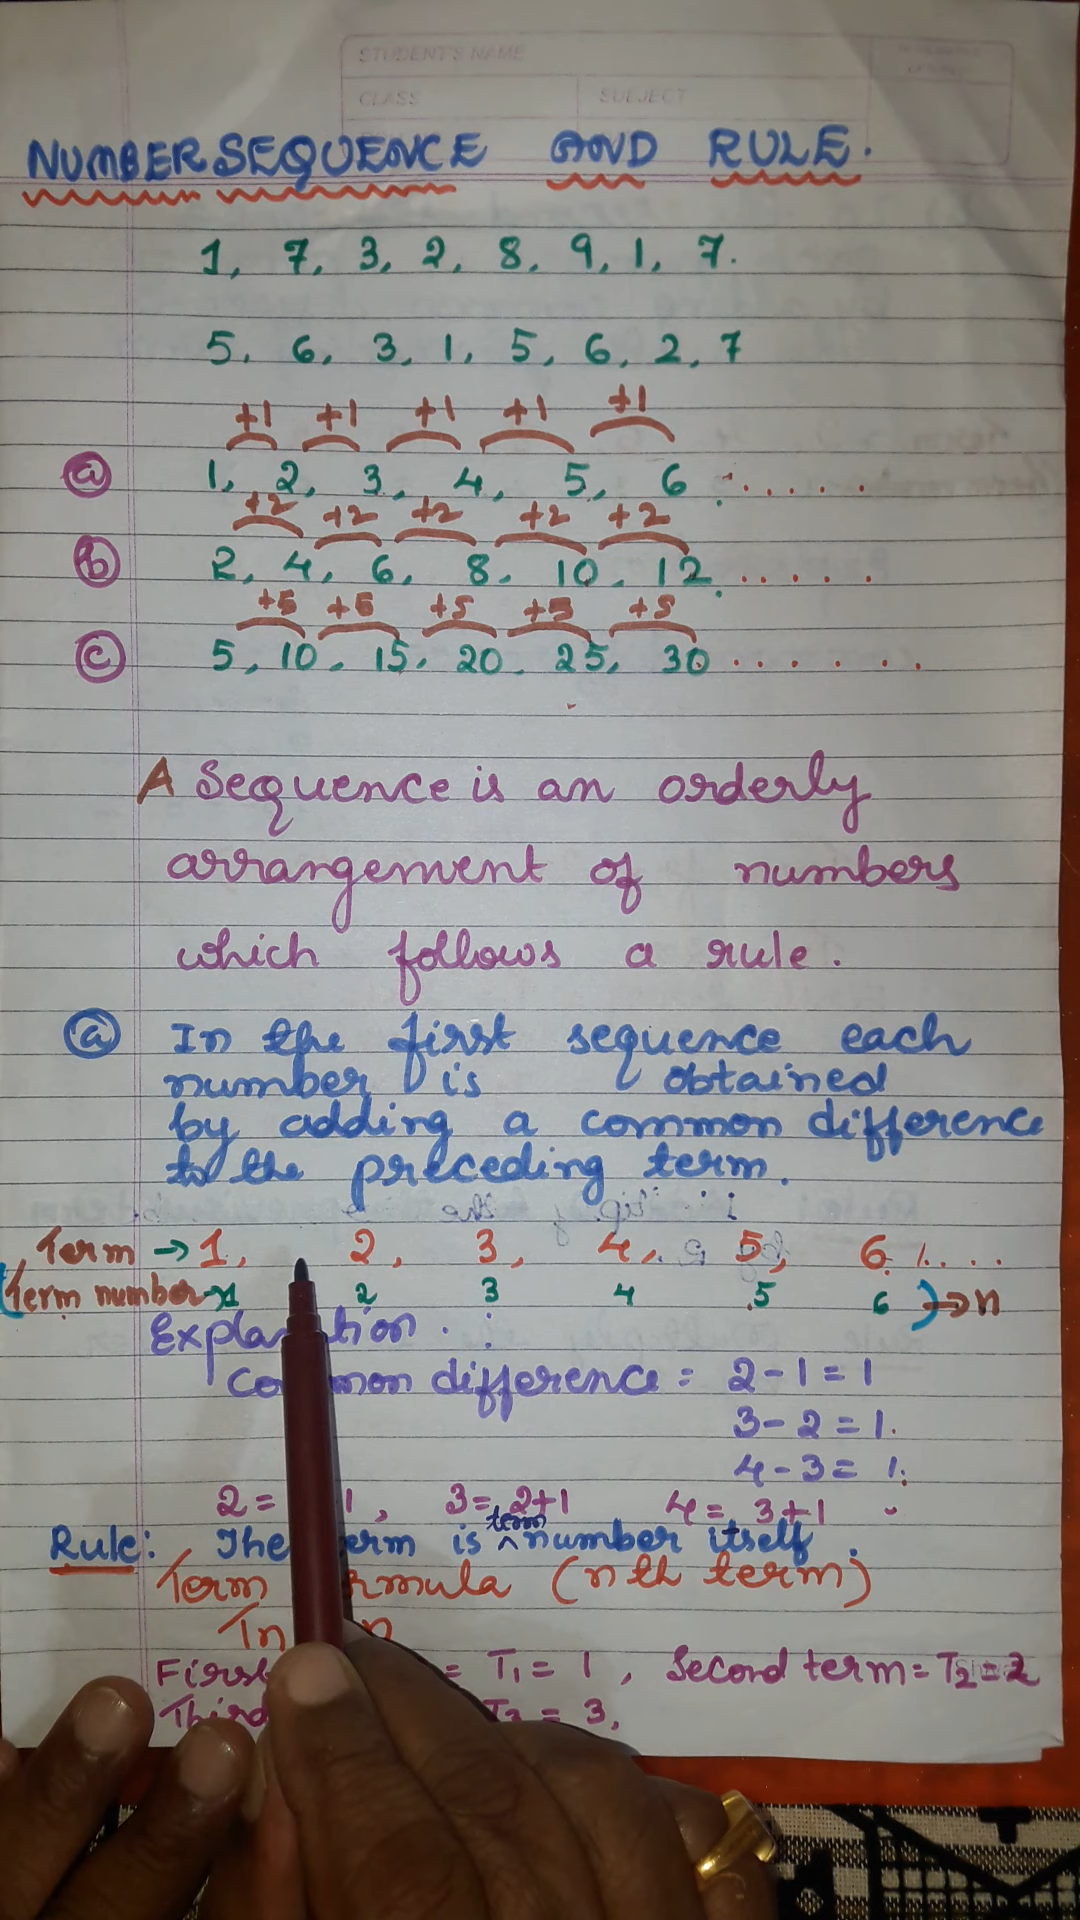 STUDENT'S NAME
CLASS SUBJECT
NUMBER SEQUENCE AND RULE.
1, 7, 3, 2, 8, 9, 1, 7.
5, 6, 3, 1, 5, 6, 2, 7
+1 +1 +1 +1 +1
a 1, 2, 3, 4, 5, 6, ......
+2 +2 +2 +2 +2
b 2, 4, 6, 8, 10, 12, .....
+5 +5 +5 +5 +5
c 5, 10, 15, 20, 25, 30 ......
A sequence is an orderly
arrangement of numbers
which follows a rule.
a In the first sequence each
number is obtained
by adding a common difference
to the preceding term.
Term → 1, 2, 3, 4, 5, 6, ....
(Term number → 1 2 3 4 5 6 ) → n
Explanation.:
Common difference = 2-1=1
3-2=1.
4-3=1.
2= 1, 3=2+1 4=3+1
term
Rule: The term is ^ number itself.
Term (nth term)
Tn n
First = T1=1, Second term = T2=2
Third T3=3,